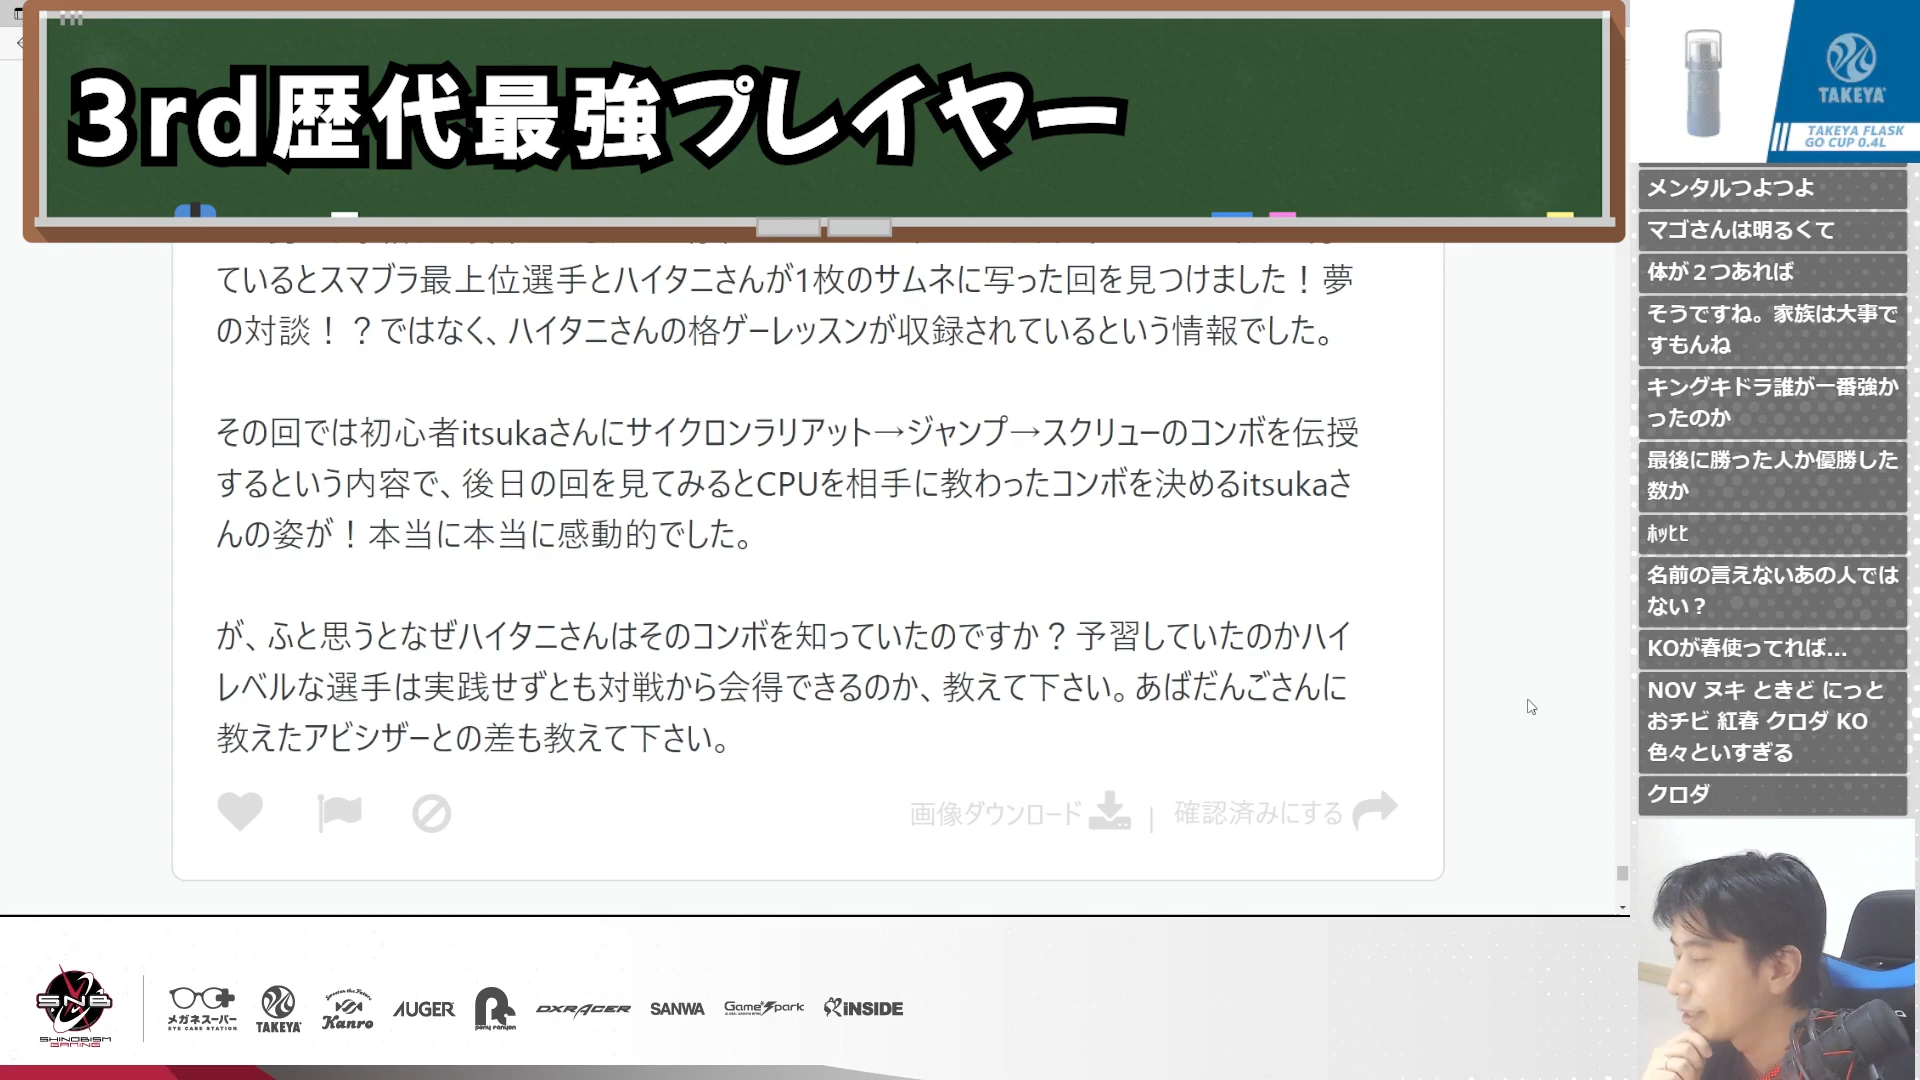 3rd歴代最強プレイヤー
ているとスマブラ最上位選手とハイタニさんが1枚のサムネに写った回を見つけました！夢
の対談！？ではなく、ハイタニさんの格ゲーレッスンが収録されているという情報でした。
その回では初心者itsukaさんにサイクロンラリアット→ジャンプ→スクリューのコンボを伝授
するという内容で、後日の回を見てみるとCPUを相手に教わったコンボを決めるitsukaさ
んの姿が！本当に本当に感動的でした。
が、ふと思うとなぜハイタニさんはそのコンボを知っていたのですか？予習していたのかハイ
レベルな選手は実践せずとも対戦から会得できるのか、教えて下さい。あばだんごさんに
教えたアビシザーとの差も教えて下さい。
画像ダウンロード | 確認済みにする
TAKEYA
TAKEYA FLASK
GO CUP 0.4L
メンタルつよつよ
マゴさんは明るくて
体が２つあれば
そうですね。家族は大事で
すもんね
キングギドラ誰が一番強か
ったのか
最後に勝った人か優勝した
数か
ﾎｯﾋﾋ
名前の言えないあの人では
ない？
KOが春使ってれば...
NOV ヌキ ときど にっと
おチビ 紅春 クロダ KO
色々といすぎる
クロダ
SNB
SHINOBISM
GAMING
メガネスーパー
EYE CARE STATION
TAKEYA
Kanro
AUGER
pony canyon
DXRACER
SANWA
Game*Spark
iNSIDE